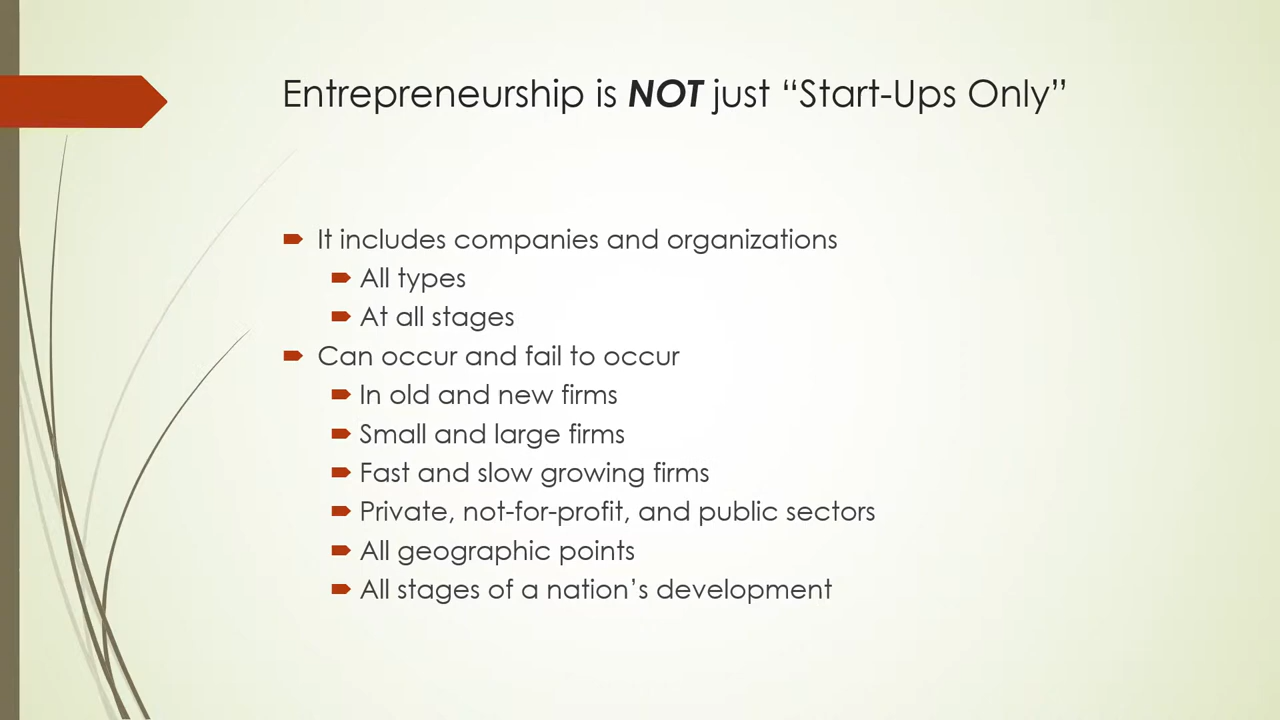 Entrepreneurship is NOT just “Start-Ups Only”
It includes companies and organizations
All types
At all stages
Can occur and fail to occur
In old and new firms
Small and large firms
Fast and slow growing firms
Private, not-for-profit, and public sectors
All geographic points
All stages of a nation’s development